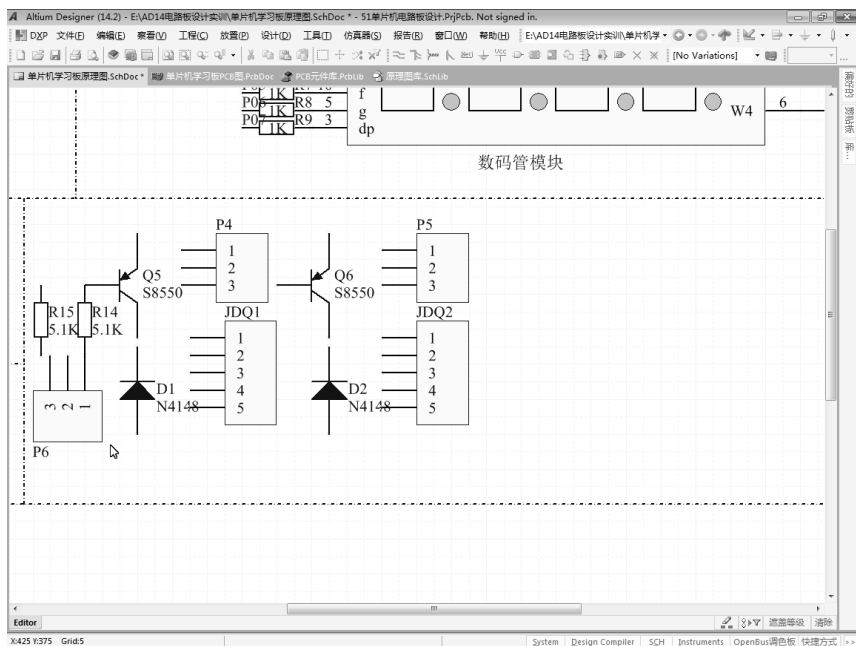 Altium Designer (14.2) - E:\AD14电路板设计实训\单片机学习板原理图.SchDoc * - 51单片机电路板设计.PrjPcb. Not signed in.
DXP 文件(F) 编辑(E) 察看(V) 工程(C) 放置(P) 设计(D) 工具(T) 仿真器(S) 报告(R) 窗口(W) 帮助(H) E:\AD14电路板设计实训\单片机学
[No Variations]
单片机学习板原理图.SchDoc * 单片机学习板PCB图.PcbDoc PCB元件库.PcbLib 原理图库.SchLib
1K f
P06 1K R8 5 g
P07 1K R9 3 dp
W4 6
数码管模块
P4 P5
1 1
2 2
3 3
Q5 Q6
S8550 S8550
R15 R14
5.1K 5.1K
JDQ1 JDQ2
1 1
2 2
3 3
4 4
5 5
D1 D2
N4148 N4148
3 2 1
P6
Editor 遮盖等级 清除
X:425 Y:375 Grid:5 System Design Compiler SCH Instruments OpenBus调色板 快捷方式 >>